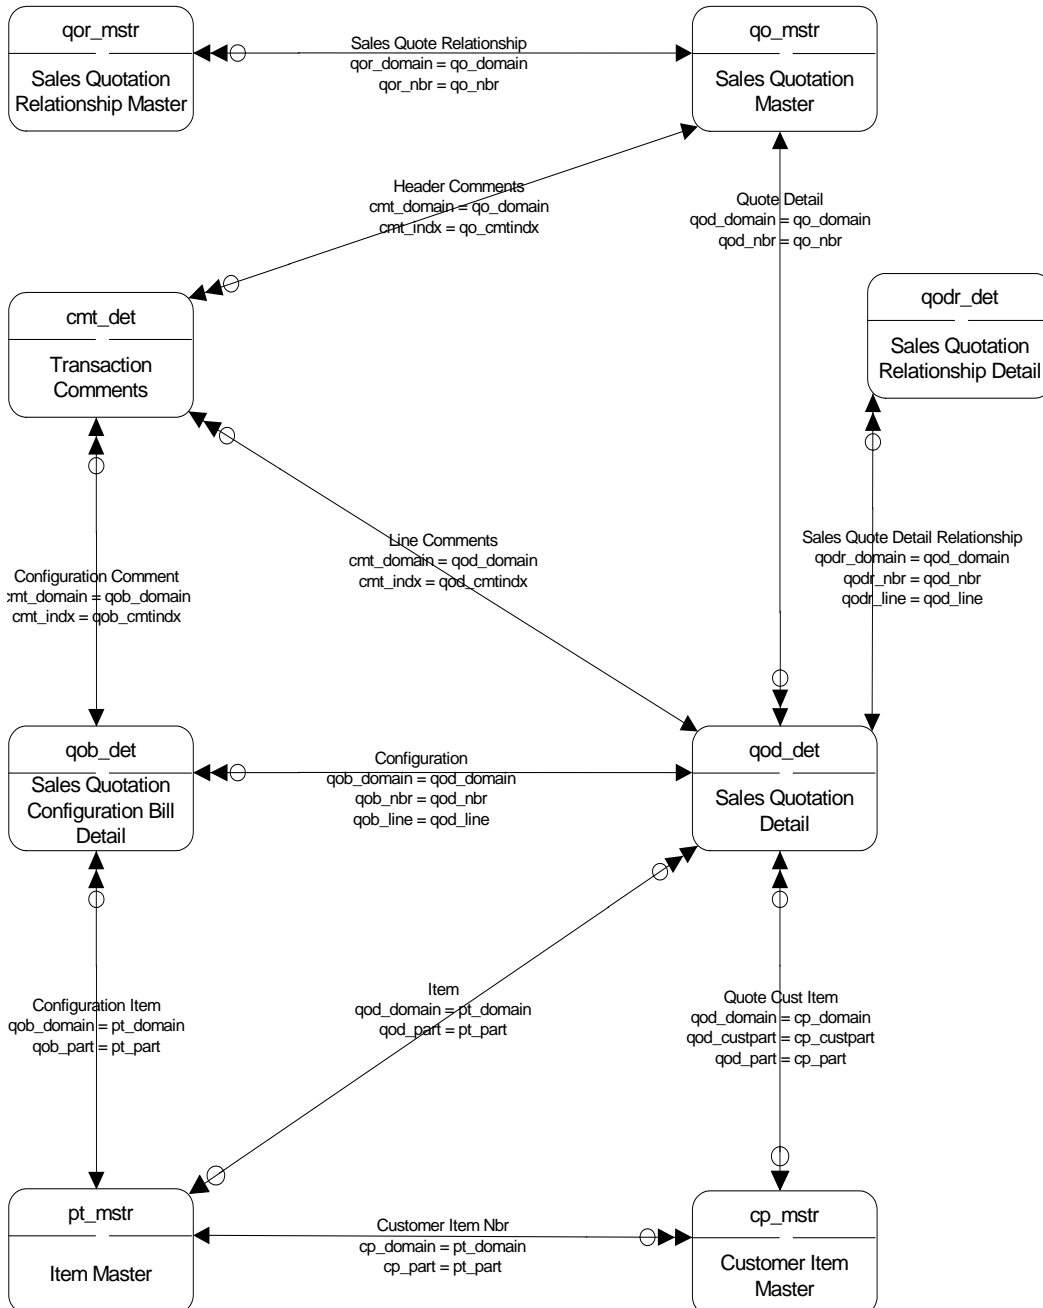 qor_mstr
Sales Quotation
Relationship Master
Sales Quote Relationship
qor_domain = qo_domain
qor_nbr = qo_nbr
qo_mstr
Sales Quotation
Master
Header Comments
cmt_domain = qo_domain
cmt_indx = qo_cmtindx
Quote Detail
qod_domain = qo_domain
qod_nbr = qo_nbr
cmt_det
Transaction
Comments
qodr_det
Sales Quotation
Relationship Detail
Line Comments
cmt_domain = qod_domain
cmt_indx = qod_cmtindx
Sales Quote Detail Relationship
qodr_domain = qod_domain
qodr_nbr = qod_nbr
qodr_line = qod_line
Configuration Comment
cmt_domain = qob_domain
cmt_indx = qob_cmtindx
qob_det
Sales Quotation
Configuration Bill
Detail
Configuration
qob_domain = qod_domain
qob_nbr = qod_nbr
qob_line = qod_line
qod_det
Sales Quotation
Detail
Configuration Item
qob_domain = pt_domain
qob_part = pt_part
Item
qod_domain = pt_domain
qod_part = pt_part
Quote Cust Item
qod_domain = cp_domain
qod_custpart = cp_custpart
qod_part = cp_part
pt_mstr
Item Master
Customer Item Nbr
cp_domain = pt_domain
cp_part = pt_part
cp_mstr
Customer Item
Master